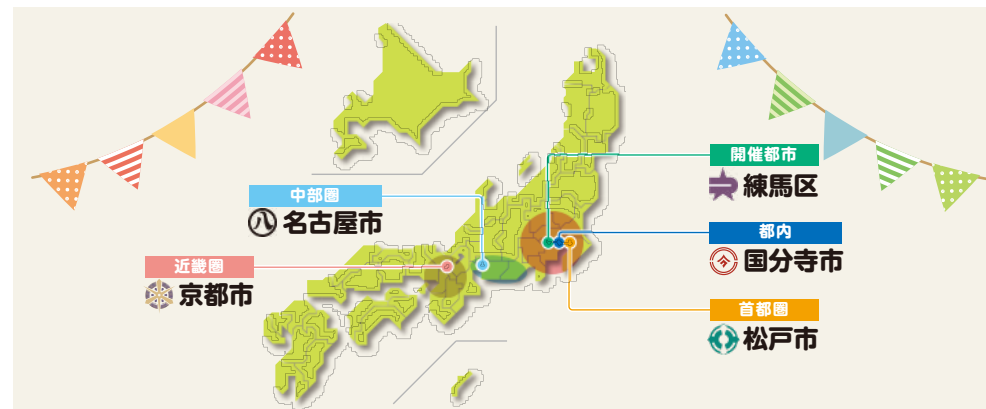 開催都市
練馬区
中部圏
八 名古屋市
都内
国分寺市
近畿圏
京都市
首都圏
松戸市